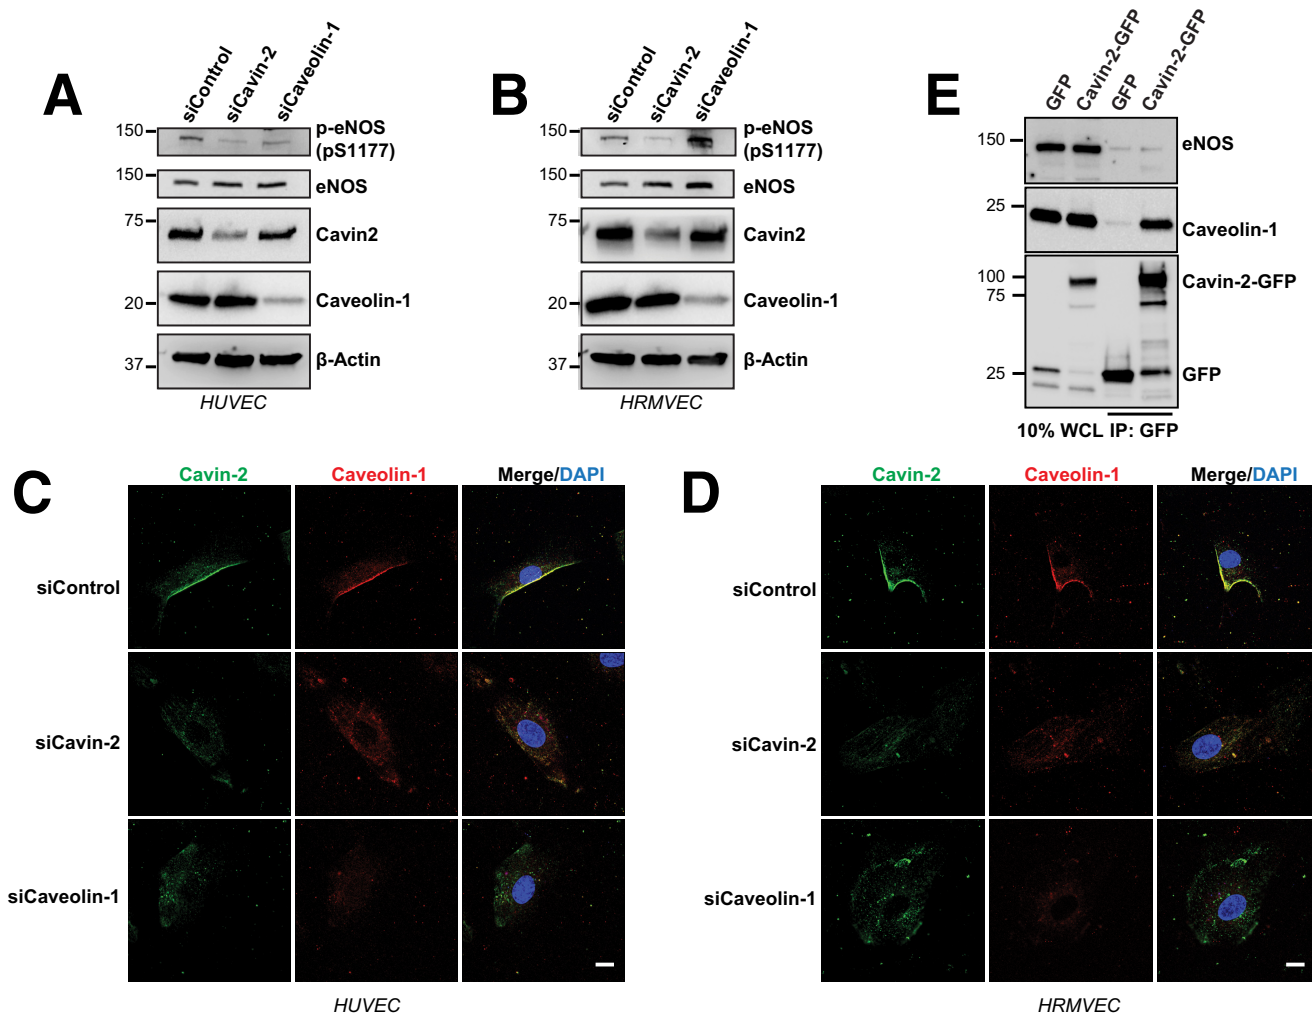 A
siControl
siCavin-2
siCaveolin-1
150
p-eNOS
(pS1177)
150
eNOS
75
Cavin2
20
Caveolin-1
37
β-Actin
HUVEC
B
siControl
siCavin-2
siCaveolin-1
150
p-eNOS
(pS1177)
150
eNOS
75
Cavin2
20
Caveolin-1
37
β-Actin
HRMVEC
E
GFP
Cavin-2-GFP
GFP
Cavin-2-GFP
150
eNOS
25
Caveolin-1
100
Cavin-2-GFP
75
25
GFP
10% WCL IP: GFP
C
Cavin-2
Caveolin-1
Merge/DAPI
siControl
siCavin-2
siCaveolin-1
HUVEC
D
Cavin-2
Caveolin-1
Merge/DAPI
siControl
siCavin-2
siCaveolin-1
HRMVEC